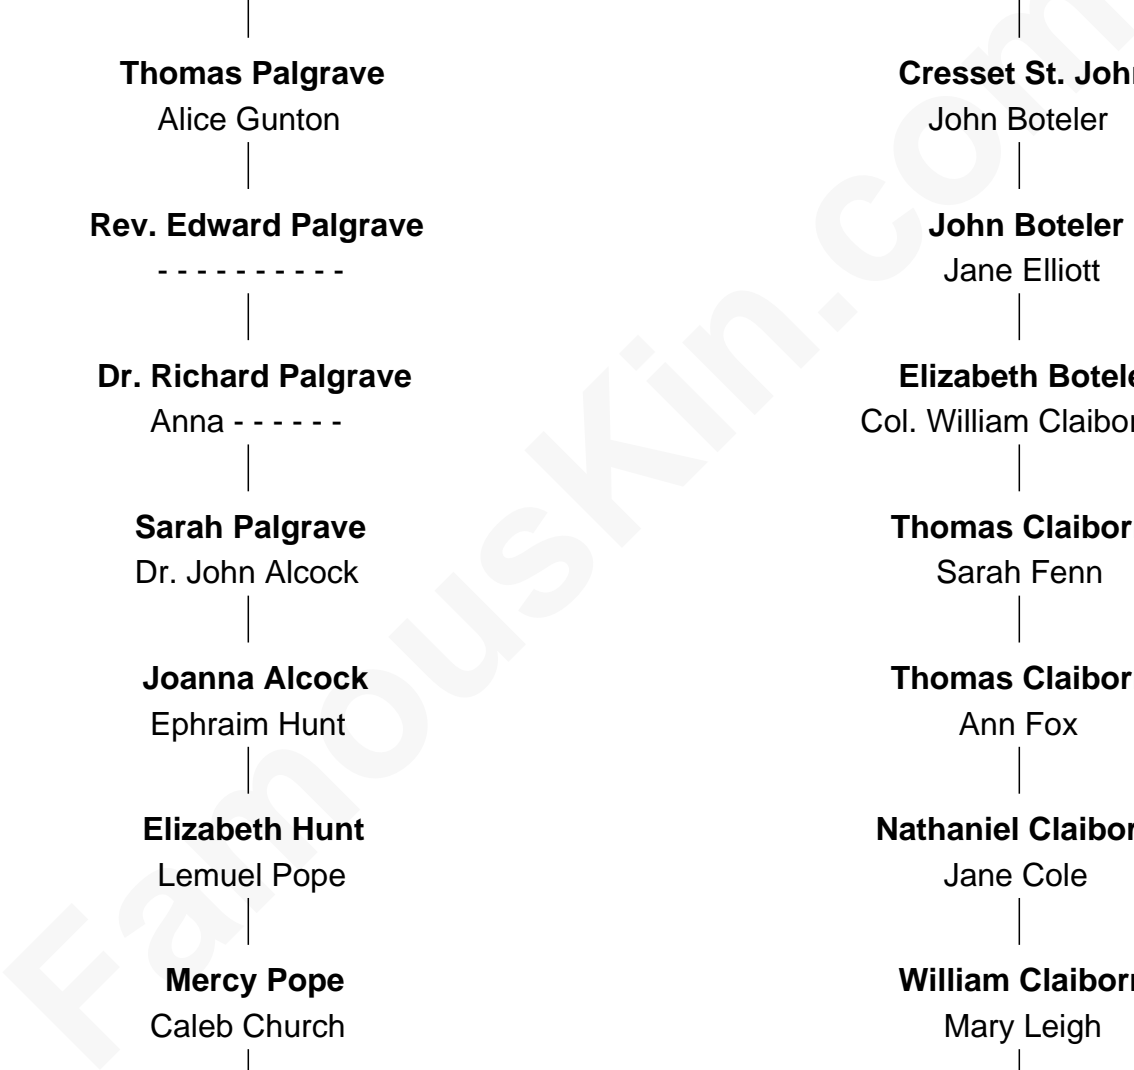 Thomas Palgrave
Alice Gunton
Rev. Edward Palgrave
- - - - - - - - - -
Dr. Richard Palgrave
Anna - - - - - -
Sarah Palgrave
Dr. John Alcock
Joanna Alcock
Ephraim Hunt
Elizabeth Hunt
Lemuel Pope
Mercy Pope
Caleb Church
Cresset St. Joh
John Boteler
John Boteler
Jane Elliott
Elizabeth Botel
Col. William Claibor
Thomas Claibor
Sarah Fenn
Thomas Claibor
Ann Fox
Nathaniel Claibor
Jane Cole
William Claibor
Mary Leigh
FamousKin.com